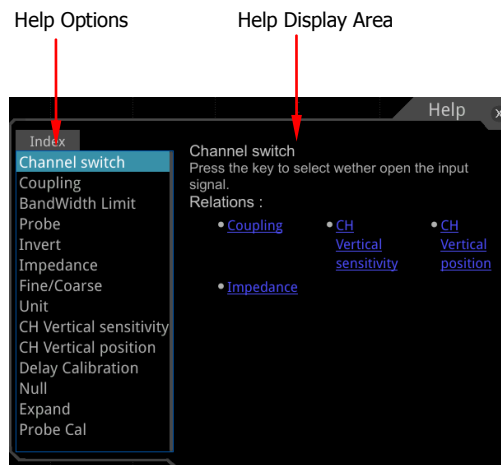 Help Options
Help Display Area
Help
x
Index
Channel switch
Coupling
BandWidth Limit
Probe
Invert
Impedance
Fine/Coarse
Unit
CH Vertical sensitivity
CH Vertical position
Delay Calibration
Null
Expand
Probe Cal
Channel switch
Press the key to select wether open the input
signal.
Relations :
• Coupling
• CH
Vertical
sensitivity
• CH
Vertical
position
• Impedance